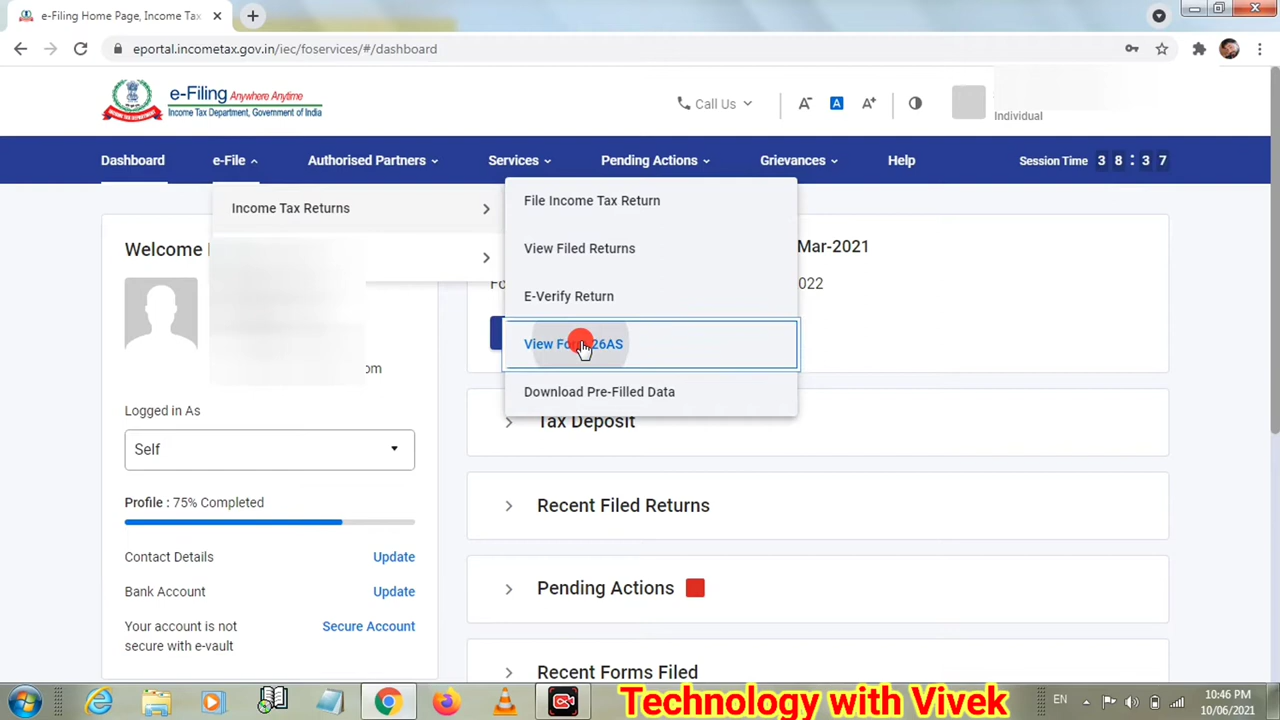 e-Filing Home Page, Income Tax
eportal.incometax.gov.in/iec/foservices/#/dashboard
e-Filing Anywhere Anytime
Income Tax Department, Government of India
Call Us
A-
A
A+
Individual
Dashboard
e-File
Authorised Partners
Services
Pending Actions
Grievances
Help
Session Time 3 8 : 3 7
Income Tax Returns
File Income Tax Return
View Filed Returns
E-Verify Return
View Form 26AS
Download Pre-Filled Data
Welcome
Mar-2021
022
om
Logged in As
Self
Profile : 75% Completed
Contact Details Update
Bank Account Update
Your account is not
secure with e-vault
Secure Account
Tax Deposit
Recent Filed Returns
Pending Actions
Recent Forms Filed
Technology with Vivek
EN
10:46 PM
10/06/2021